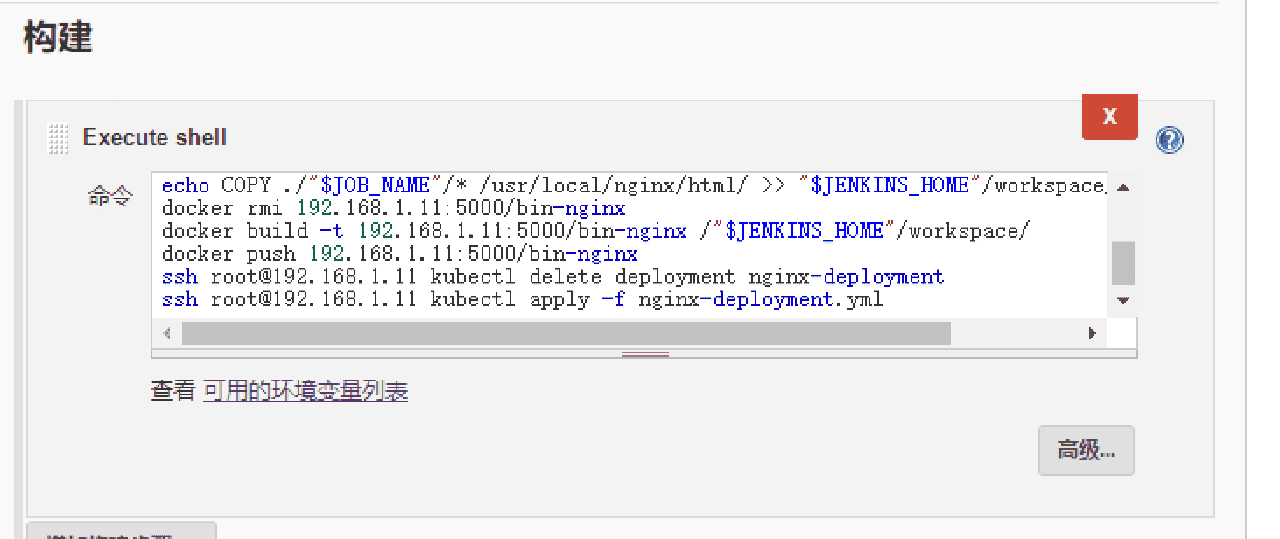 构建
Execute shell
X
命令
echo COPY ./"$JOB_NAME"/* /usr/local/nginx/html/ >> "$JENKINS_HOME"/workspace/
docker rmi 192.168.1.11:5000/bin-nginx
docker build -t 192.168.1.11:5000/bin-nginx /"$JENKINS_HOME"/workspace/
docker push 192.168.1.11:5000/bin-nginx
ssh root@192.168.1.11 kubectl delete deployment nginx-deployment
ssh root@192.168.1.11 kubectl apply -f nginx-deployment.yml
查看 可用的环境变量列表
高级...